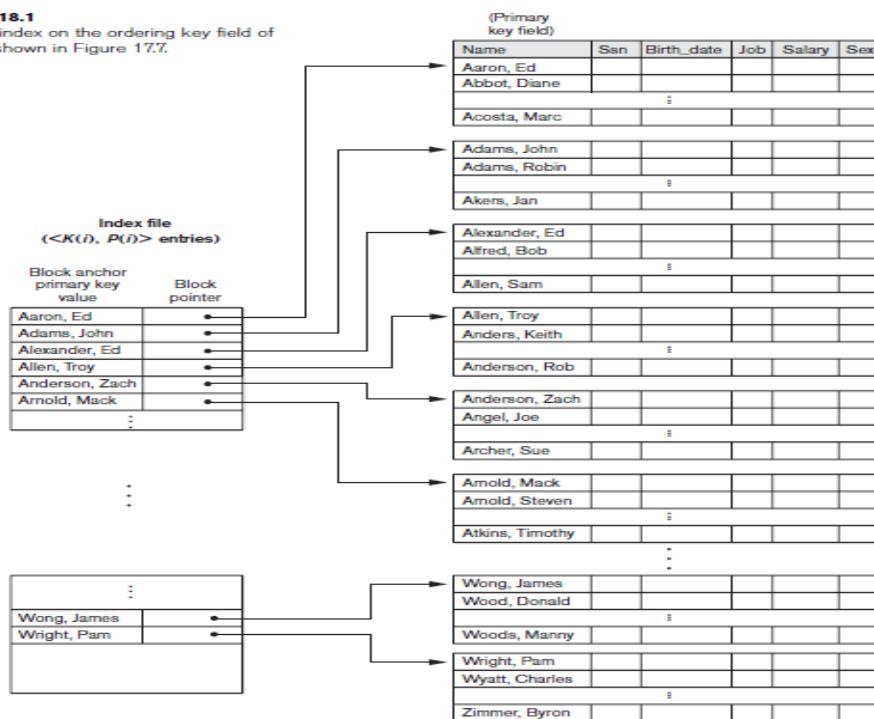 18.1
index on the ordering key field of
shown in Figure 17.7.
(Primary
key field)
Name Ssn Birth_date Job Salary Sex
Aaron, Ed
Abbot, Diane
⋮
Acosta, Marc
Adams, John
Adams, Robin
⋮
Akers, Jan
Alexander, Ed
Alfred, Bob
⋮
Allen, Sam
Allen, Troy
Anders, Keith
⋮
Anderson, Rob
Anderson, Zach
Angel, Joe
⋮
Archer, Sue
Arnold, Mack
Arnold, Steven
⋮
Atkins, Timothy
⋮
Wong, James
Wood, Donald
⋮
Woods, Manny
Wright, Pam
Wyatt, Charles
⋮
Zimmer, Byron
Index file
(<K(i), P(i)> entries)
Block anchor
primary key
value
Block
pointer
Aaron, Ed
Adams, John
Alexander, Ed
Allen, Troy
Anderson, Zach
Arnold, Mack
⋮
⋮
⋮
Wong, James
Wright, Pam